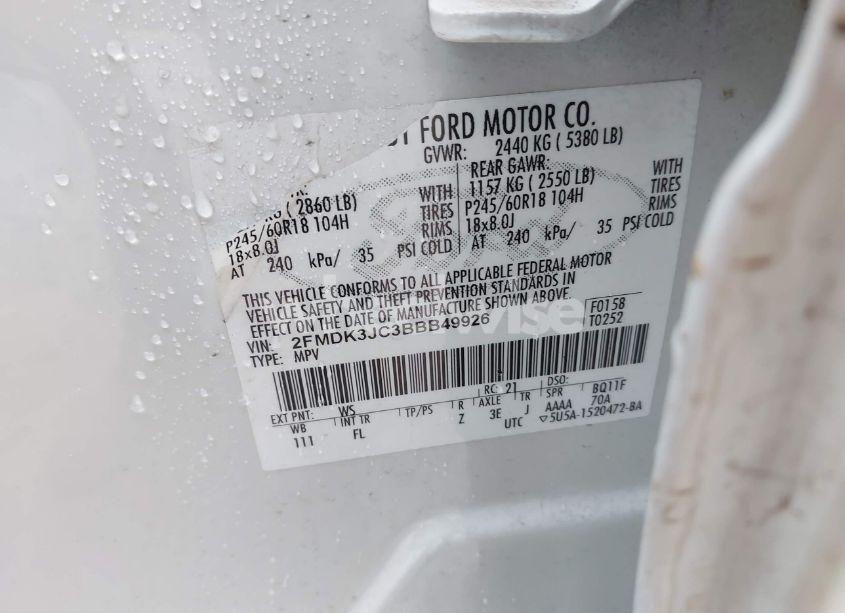 FORD MOTOR CO.
GVWR: 2440 KG ( 5380 LB)
REAR GAWR:
KG ( 2860 LB) WITH 1157 KG ( 2550 LB) WITH
P245/60R18 104H TIRES P245/60R18 104H TIRES
18x8.0J RIMS 18x8.0J RIMS
AT 240 kPa/ 35 PSI COLD AT 240 kPa/ 35 PSI COLD
THIS VEHICLE CONFORMS TO ALL APPLICABLE FEDERAL MOTOR
VEHICLE SAFETY AND THEFT PREVENTION STANDARDS IN
EFFECT ON THE DATE OF MANUFACTURE SHOWN ABOVE.
VIN: 2FMDK3JC3BBB49926 F0158
TYPE: MPV T0252
EXT PNT: WS RC: 21 DSO: BQ11F
WB INT TR TP/PS R AXLE TR SPR 70A
111 FL Z 3E J AAAA
UTC ▽5U5A-1520472-BA